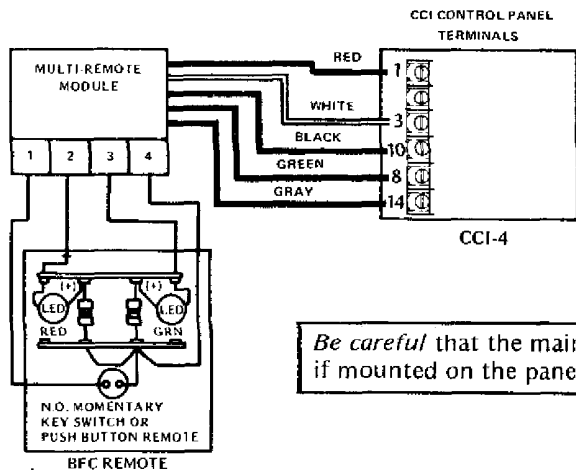 CCI CONTROL PANEL
TERMINALS
MULTI-REMOTE
MODULE
RED
1
WHITE
3
BLACK
10
GREEN
8
GRAY
14
1 2 3 4
CCI-4
(+) (+)
LED LED
RED GRN
N.O. MOMENTARY
KEY SWITCH OR
PUSH BUTTON REMOTE
BFC REMOTE
Be careful that the main
if mounted on the pane